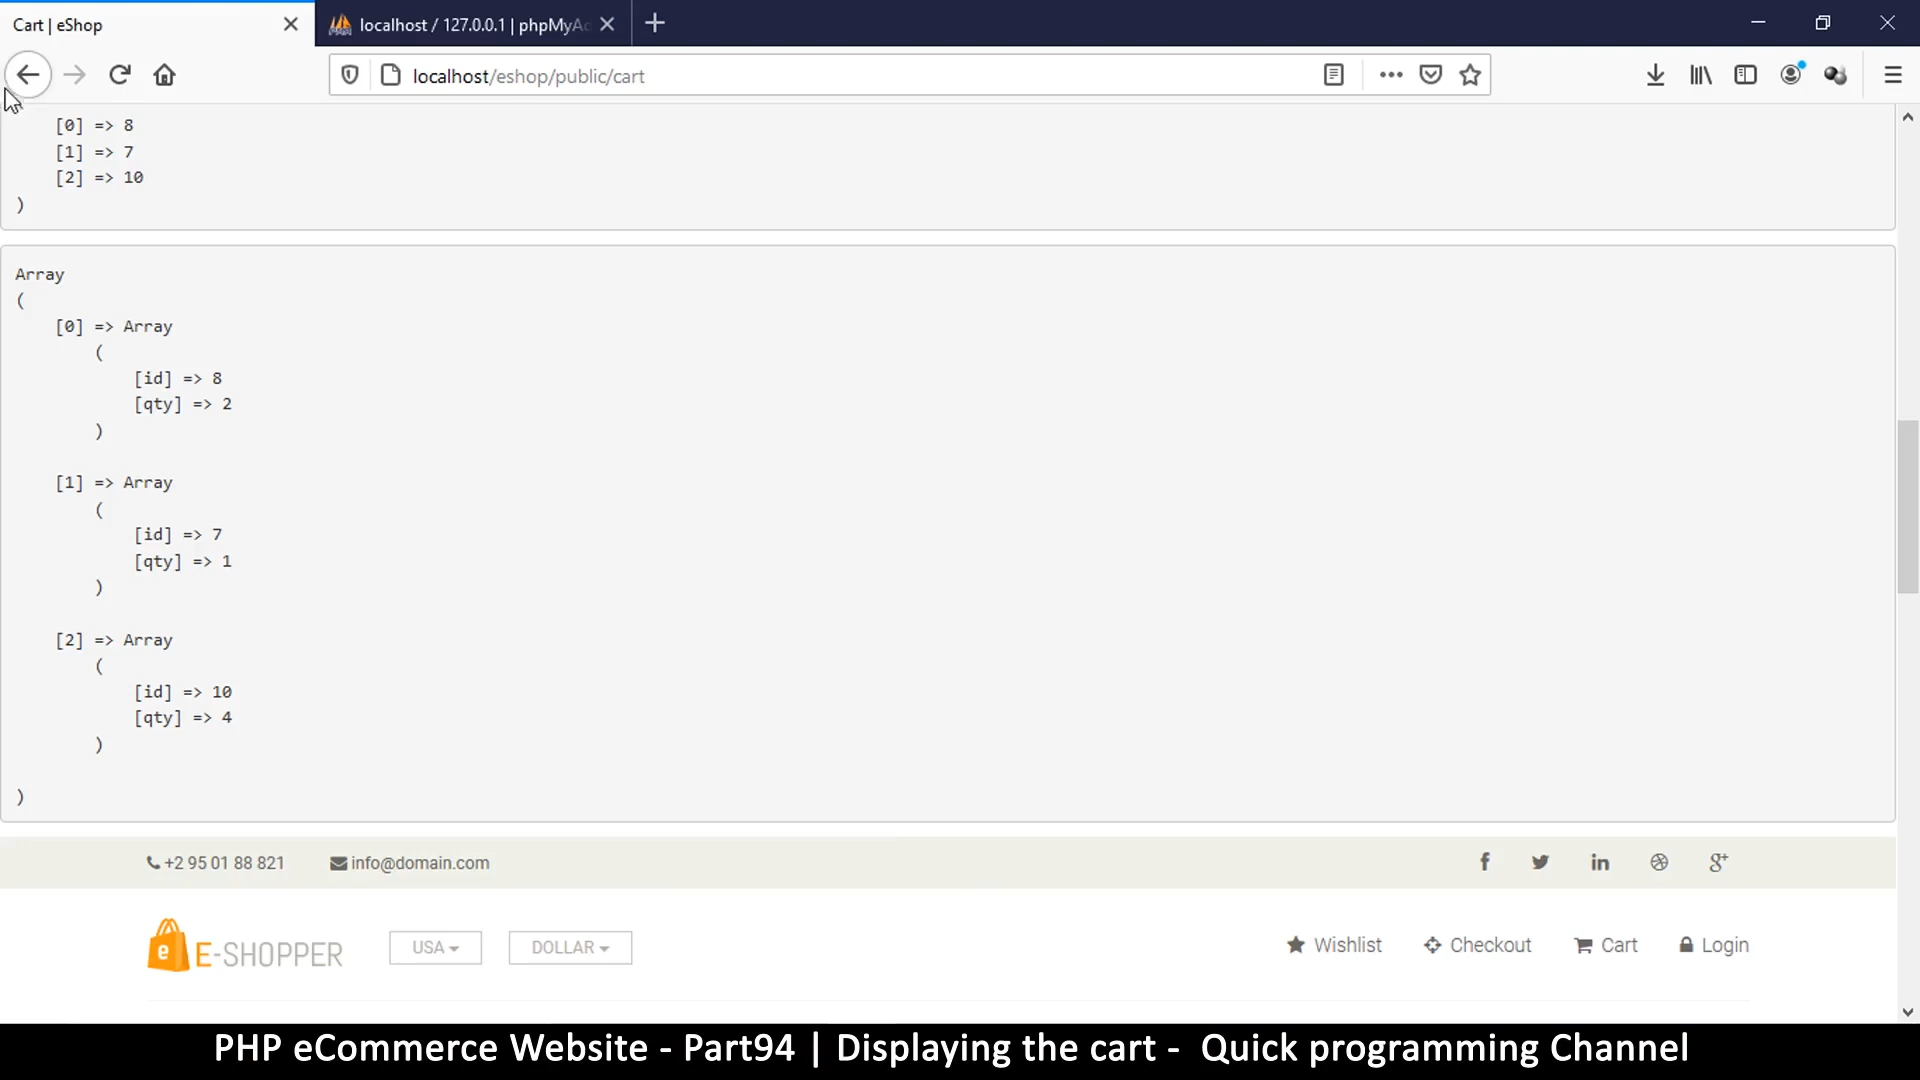 Cart | eShop
localhost / 127.0.0.1 | phpMyAd
localhost/eshop/public/cart
[0] => 8
[1] => 7
[2] => 10
)
Array
(
[0] => Array
(
[id] => 8
[qty] => 2
)
[1] => Array
(
[id] => 7
[qty] => 1
)
[2] => Array
(
[id] => 10
[qty] => 4
)
)
+2 95 01 88 821 info@domain.com
E-SHOPPER USA DOLLAR Wishlist Checkout Cart Login
PHP eCommerce Website - Part94 | Displaying the cart - Quick programming Channel